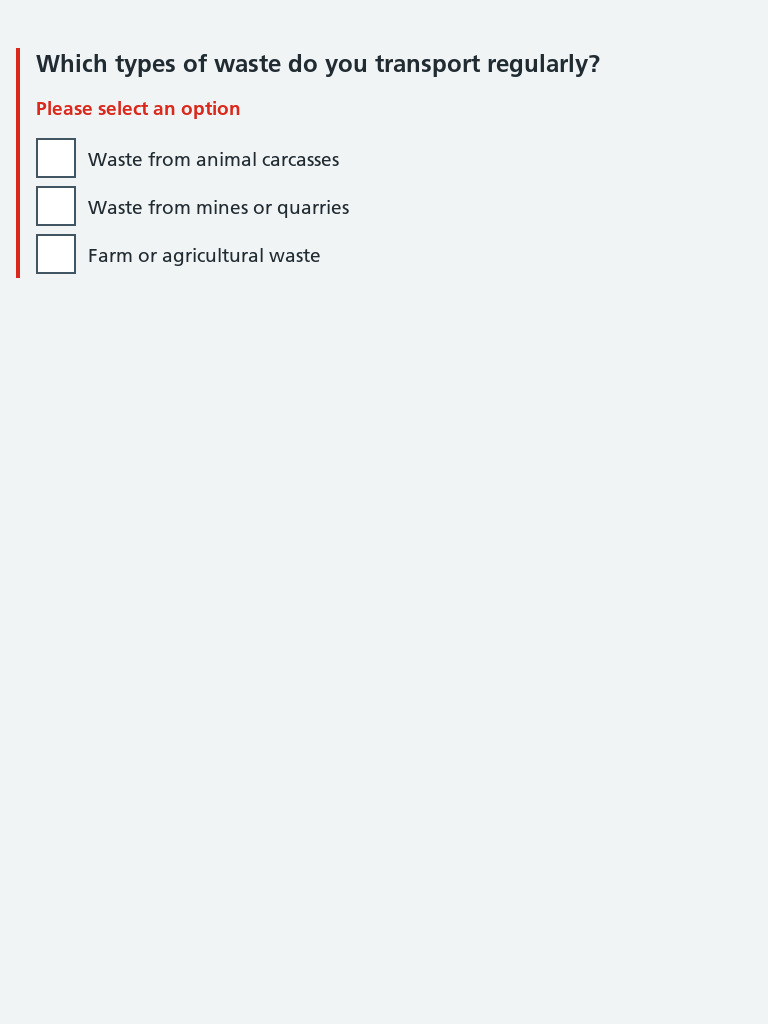 Which types of waste do you transport regularly?
Please select an option
Waste from animal carcasses
Waste from mines or quarries
Farm or agricultural waste